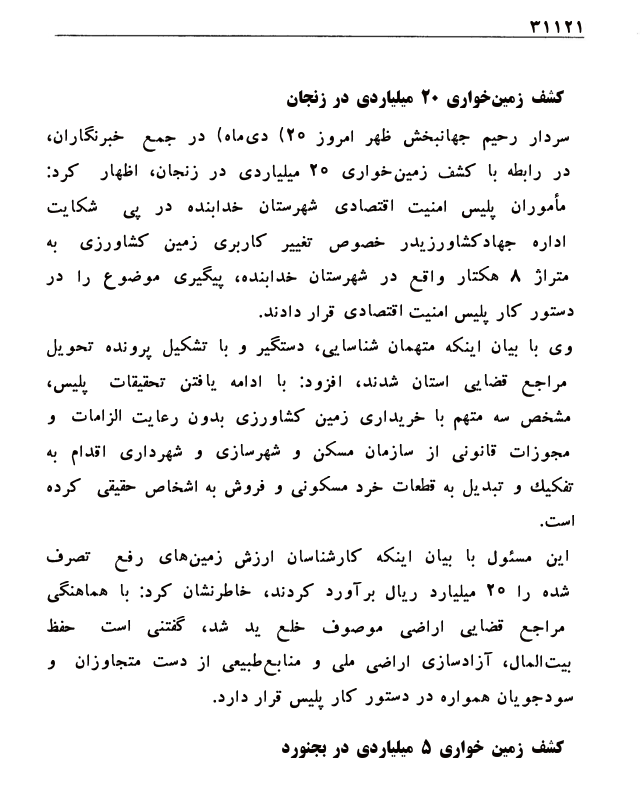 ۳۱۱۲۱
کشف زمین‌خواری ۲۰ میلیاردی در زنجان
سردار رحیم جهانبخش ظهر امروز ۲۵) دی‌ماه) در جمع خبرنگاران،
در رابطه با کشف زمین‌خواری ۲۰ میلیاردی در زنجان، اظهار کرد:
مأموران پلیس امنیت اقتصادی شهرستان خدابنده در پی شکایت
اداره جهادکشاورزیدر خصوص تغییر کاربری زمین کشاورزی به
متراژ ۸ هکتار واقع در شهرستان خدابنده، پیگیری موضوع را در
دستور کار پلیس امنیت اقتصادی قرار دادند.
وی با بیان اینکه متهمان شناسایی، دستگیر و با تشکیل پرونده تحویل
مراجع قضایی استان شدند، افزود: با ادامه یافتن تحقیقات پلیس،
مشخص سه متهم با خریداری زمین کشاورزی بدون رعایت الزامات و
مجوزات قانونی از سازمان مسکن و شهرسازی و شهرداری اقدام به
تفکیك و تبدیل به قطعات خرد مسکونی و فروش به اشخاص حقیقی کرده
است.
این مسئول با بیان اینکه کارشناسان ارزش زمین‌های رفع تصرف
شده را ۲۰ میلیارد ریال برآورد کردند، خاطرنشان کرد: با هماهنگی
مراجع قضایی اراضی موصوف خلع ید شد، گفتنی است حفظ
بیت‌المال، آزادسازی اراضی ملی و منابع‌طبیعی از دست متجاوزان و
سودجویان همواره در دستور کار پلیس قرار دارد.
کشف زمین خواری ۵ میلیاردی در بجنورد